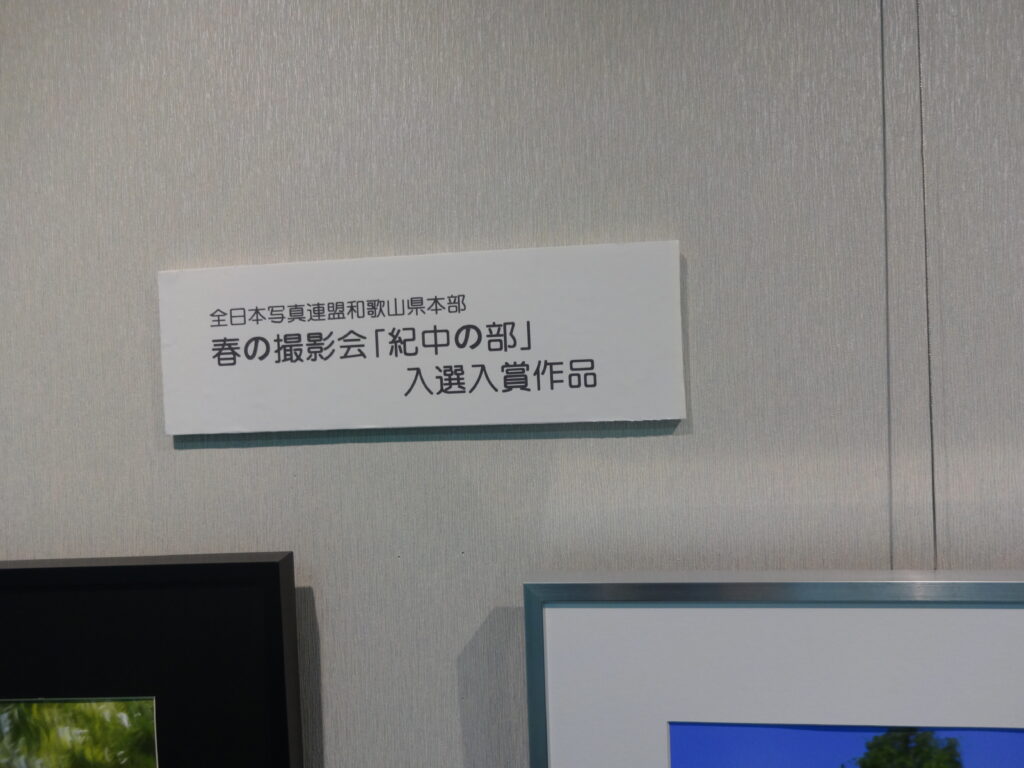 全日本写真連盟和歌山県本部
春の撮影会「紀中の部」
入選入賞作品